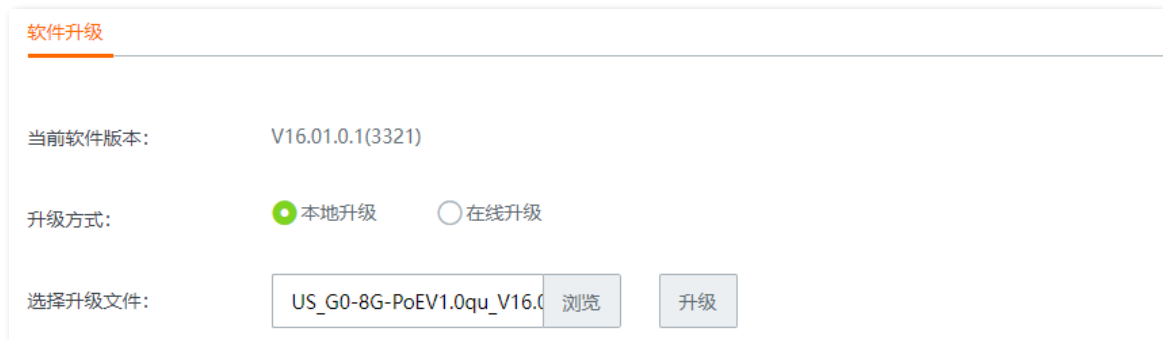 软件升级
当前软件版本: V16.01.0.1(3321)
升级方式: 本地升级 在线升级
选择升级文件: US_G0-8G-PoEV1.0qu_V16.0 浏览 升级